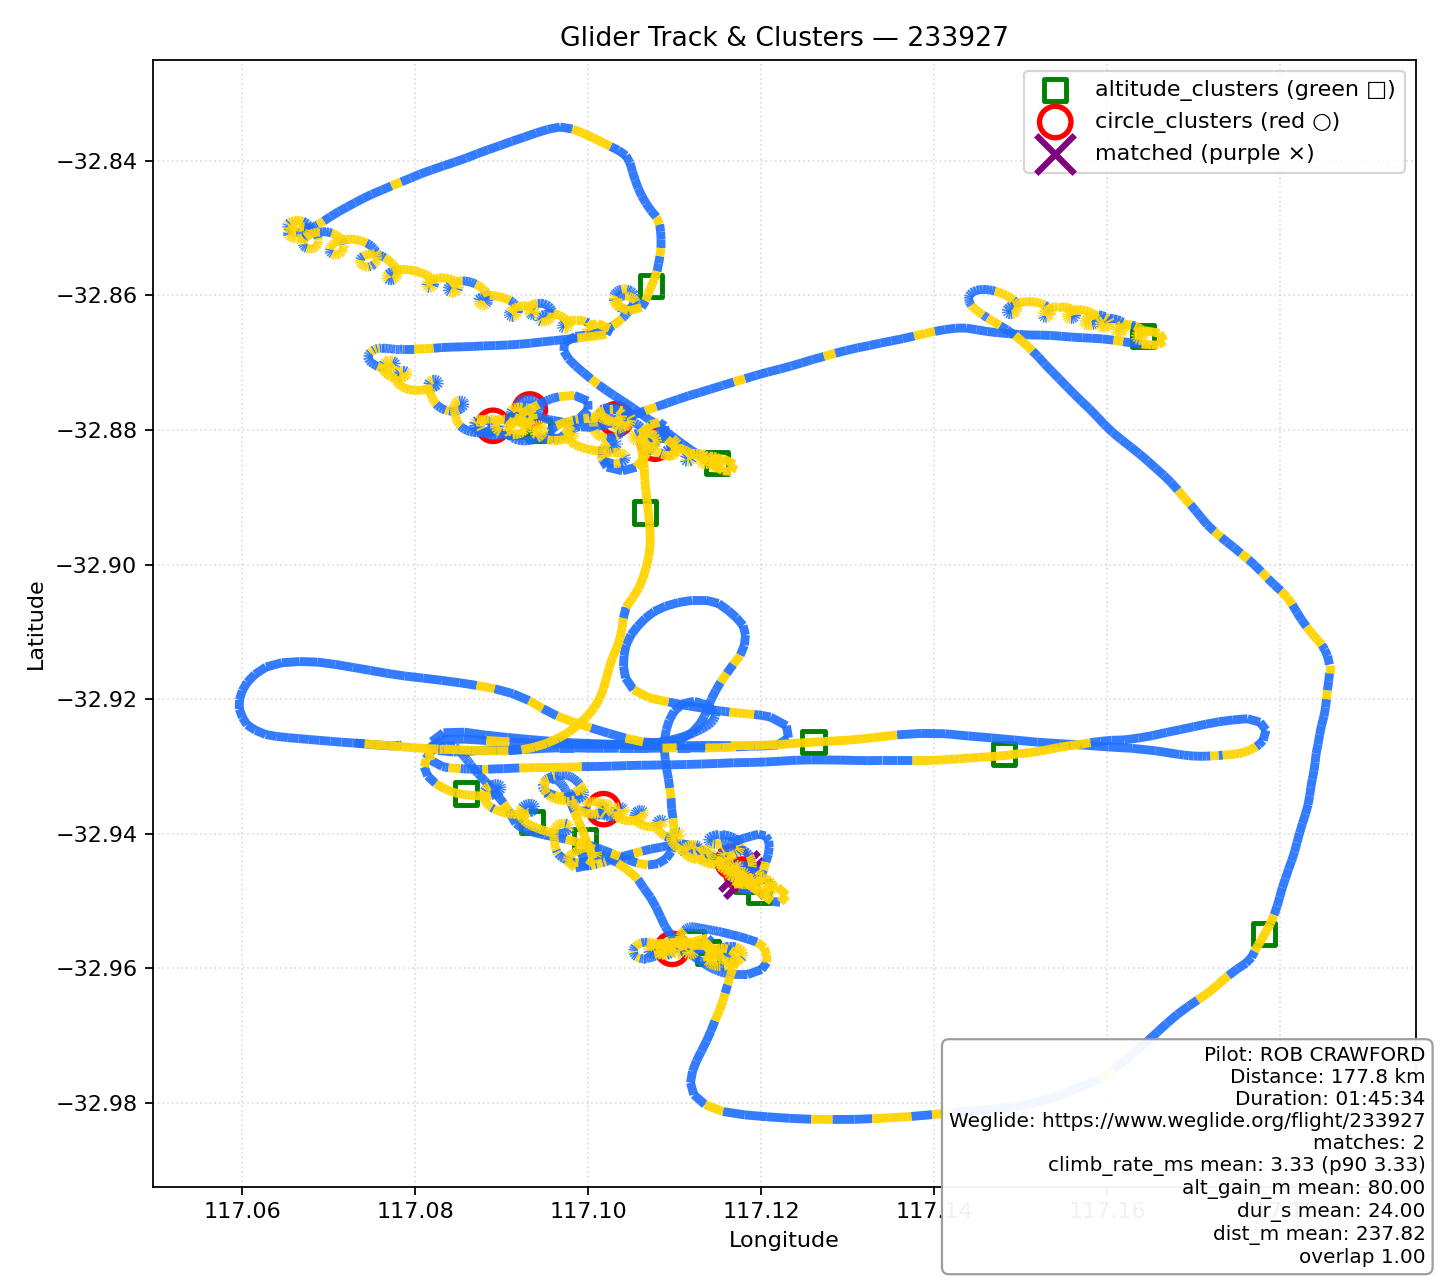 Glider Track & Clusters — 233927
altitude_clusters (green □)
circle_clusters (red ○)
matched (purple ×)
−32.84
−32.86
−32.88
−32.90
−32.92
−32.94
−32.96
−32.98
Latitude
117.06
117.08
117.10
117.12
117.14
117.16
Longitude
Pilot: ROB CRAWFORD
Distance: 177.8 km
Duration: 01:45:34
Weglide: https://www.weglide.org/flight/233927
matches: 2
climb_rate_ms mean: 3.33 (p90 3.33)
alt_gain_m mean: 80.00
dur_s mean: 24.00
dist_m mean: 237.82
overlap 1.00